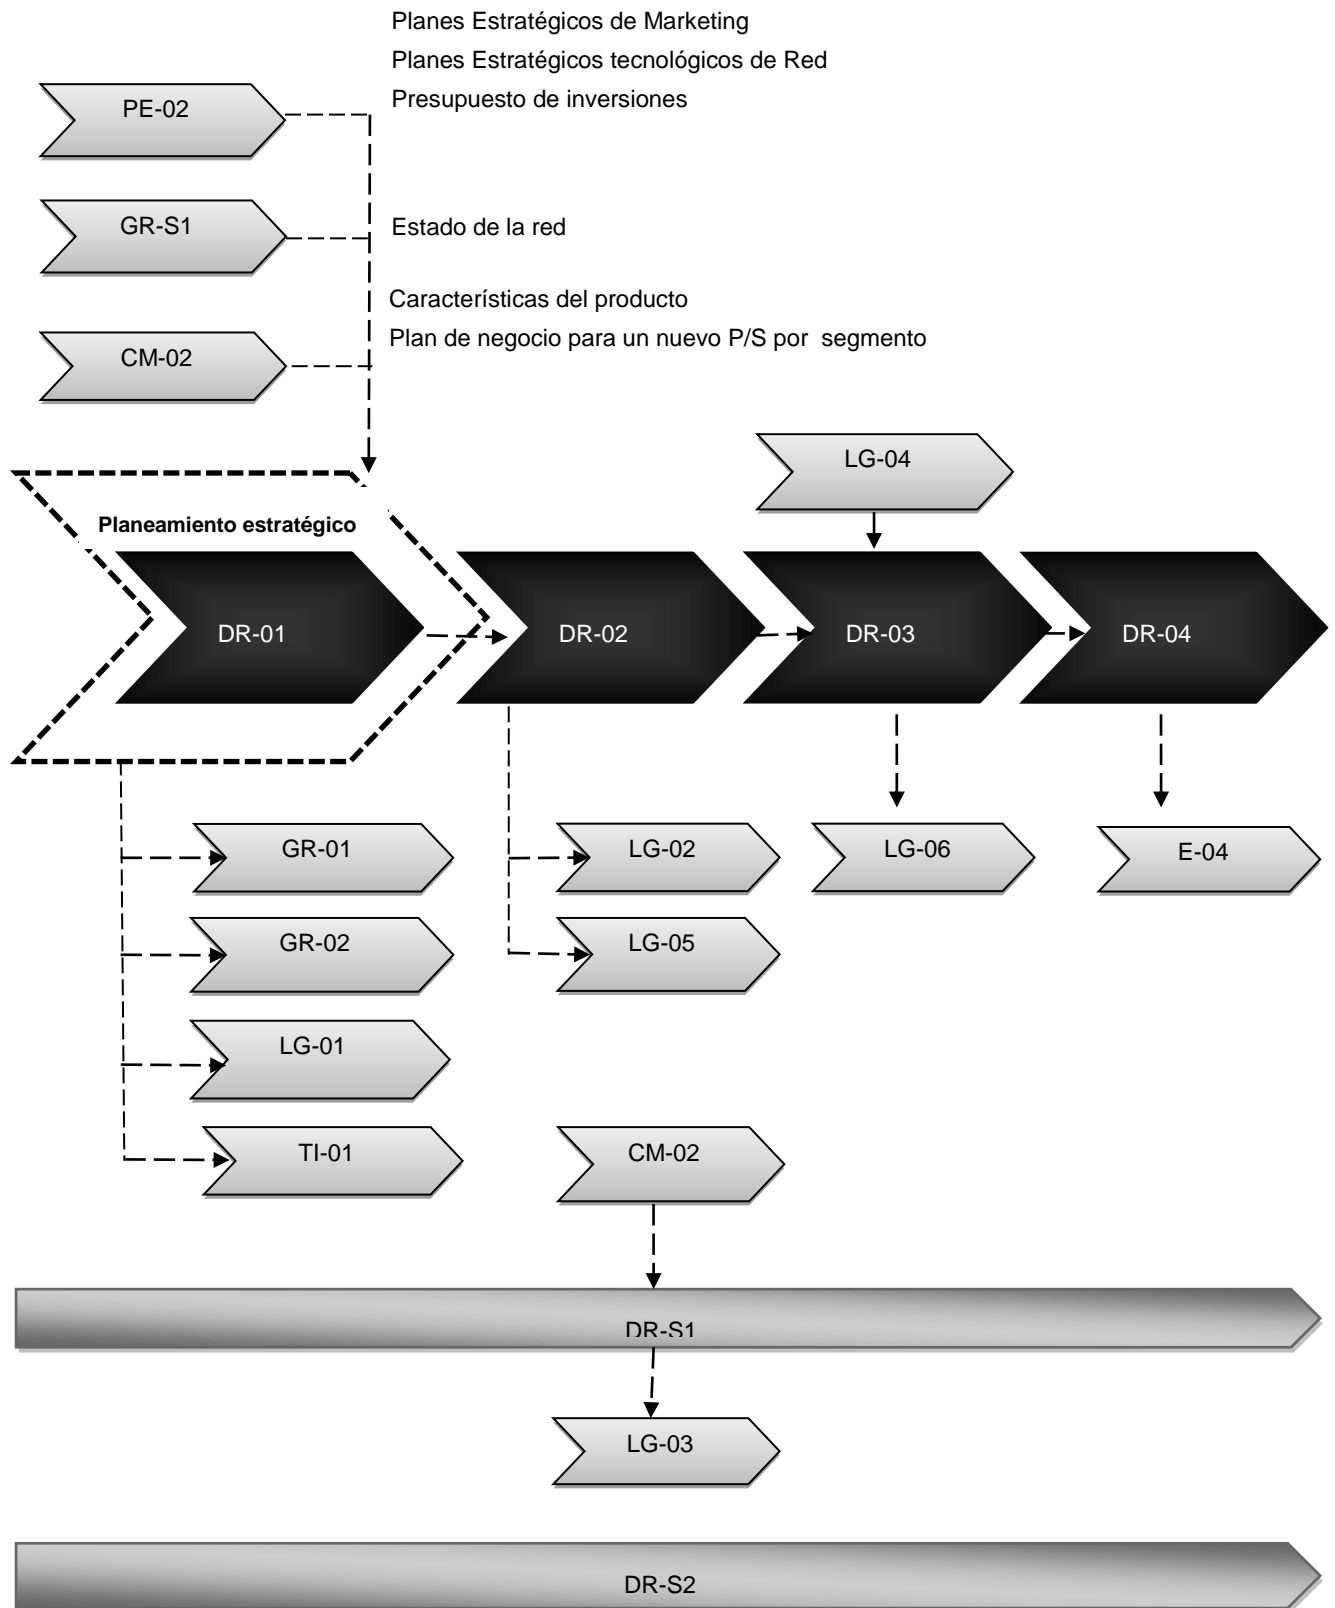 Planes Estratégicos de Marketing
Planes Estratégicos tecnológicos de Red
Presupuesto de inversiones
PE-02
GR-S1
Estado de la red
Características del producto
Plan de negocio para un nuevo P/S por segmento
CM-02
LG-04
Planeamiento estratégico
DR-01
DR-02
DR-03
DR-04
GR-01
LG-02
LG-06
E-04
GR-02
LG-05
LG-01
TI-01
CM-02
DR-S1
LG-03
DR-S2